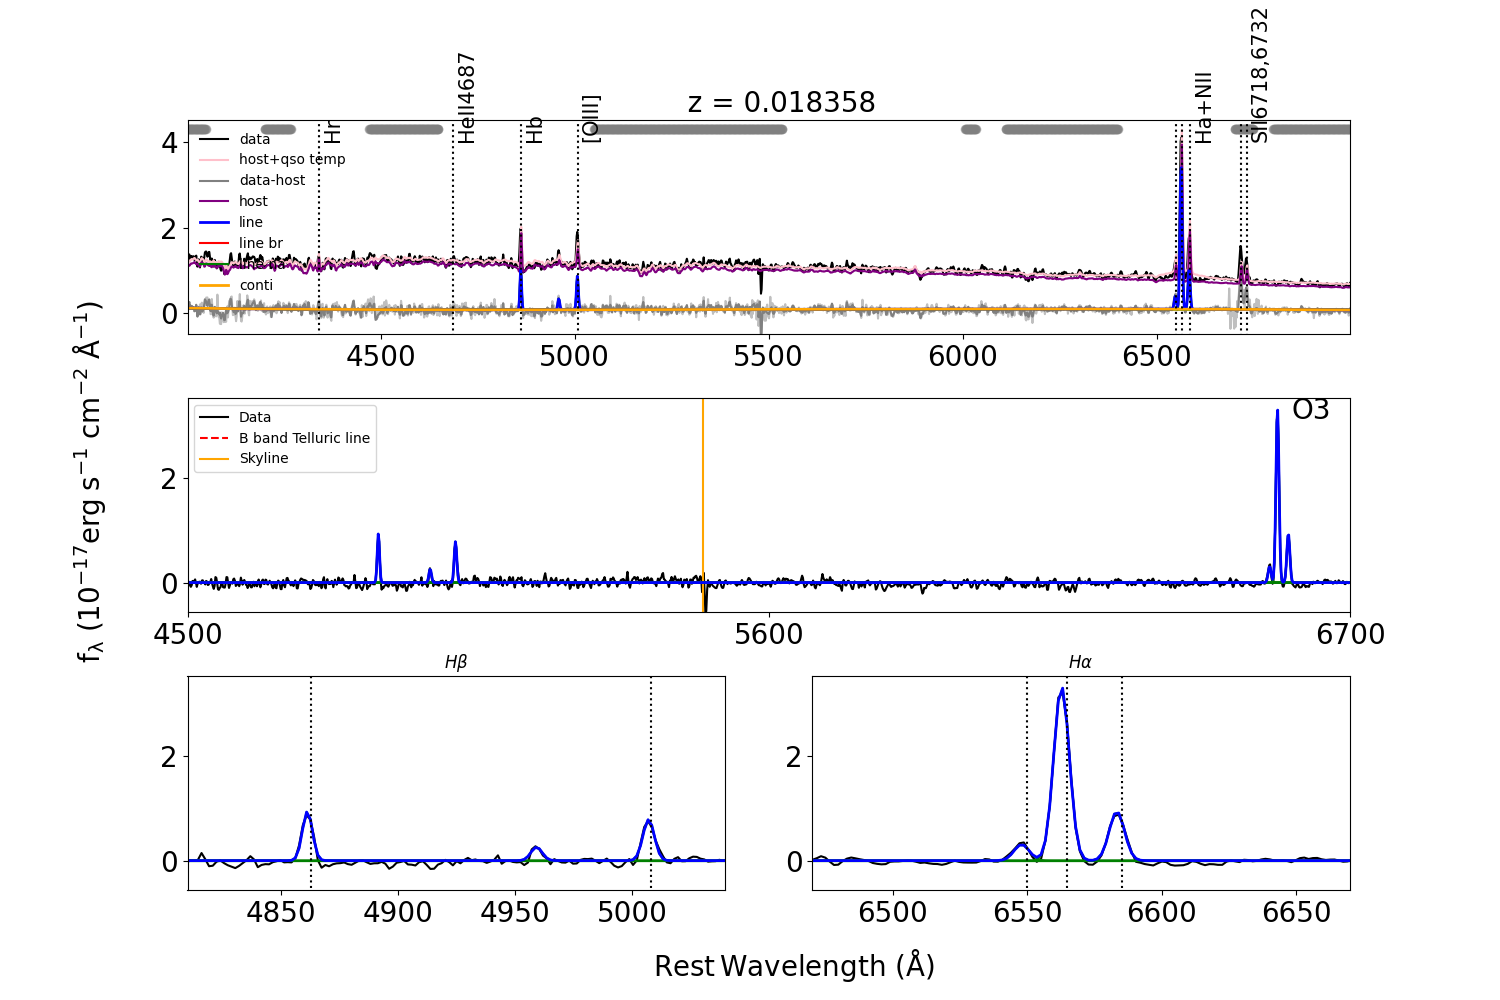 z = 0.018358
Hr
HeII4687
Hb
[OIII]
Ha+NII
SII6718,6732
data
host+qso temp
data-host
host
line
line br
conti
4
2
0
4500 5000 5500 6000 6500
Data
B band Telluric line
Skyline
O3
2
0
4500 5600 6700
fλ (10⁻¹⁷erg s⁻¹ cm⁻² Å⁻¹)
Hβ
2
0
4850 4900 4950 5000
Hα
2
0
6500 6550 6600 6650
Rest Wavelength (Å)